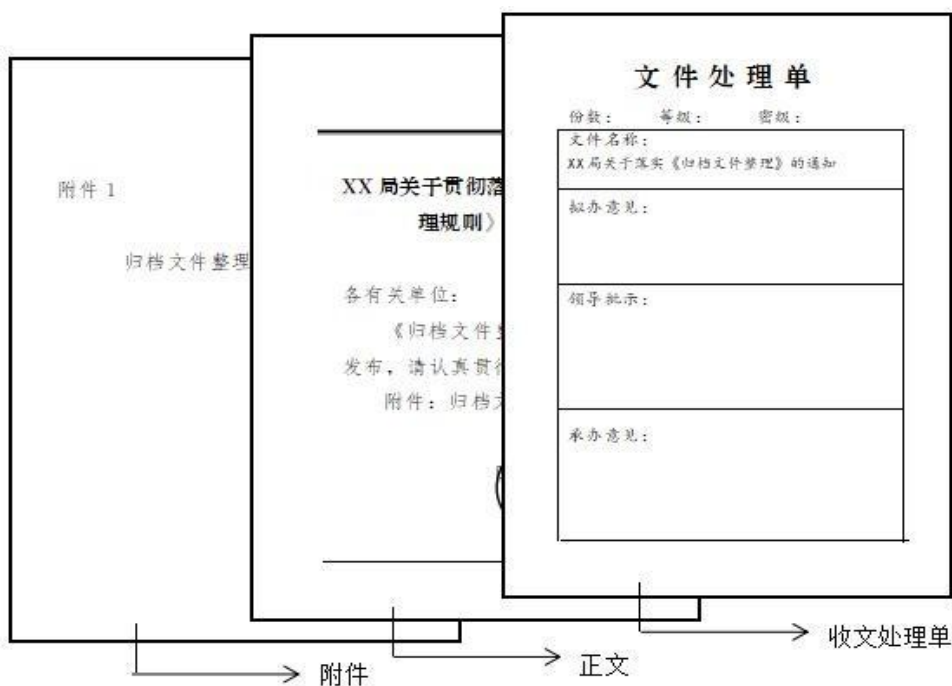 文件处理单
份数： 等级： 密级：
文件名称：
XX局关于落实《归档文件整理》的通知
拟办意见：
领导批示：
承办意见：
XX 局关于贯彻落
理规则》
各有关单位：
《归档文件
发布，请认真贯彻
附件：归档文
附件 1
归档文件整理
附件
正文
收文处理单